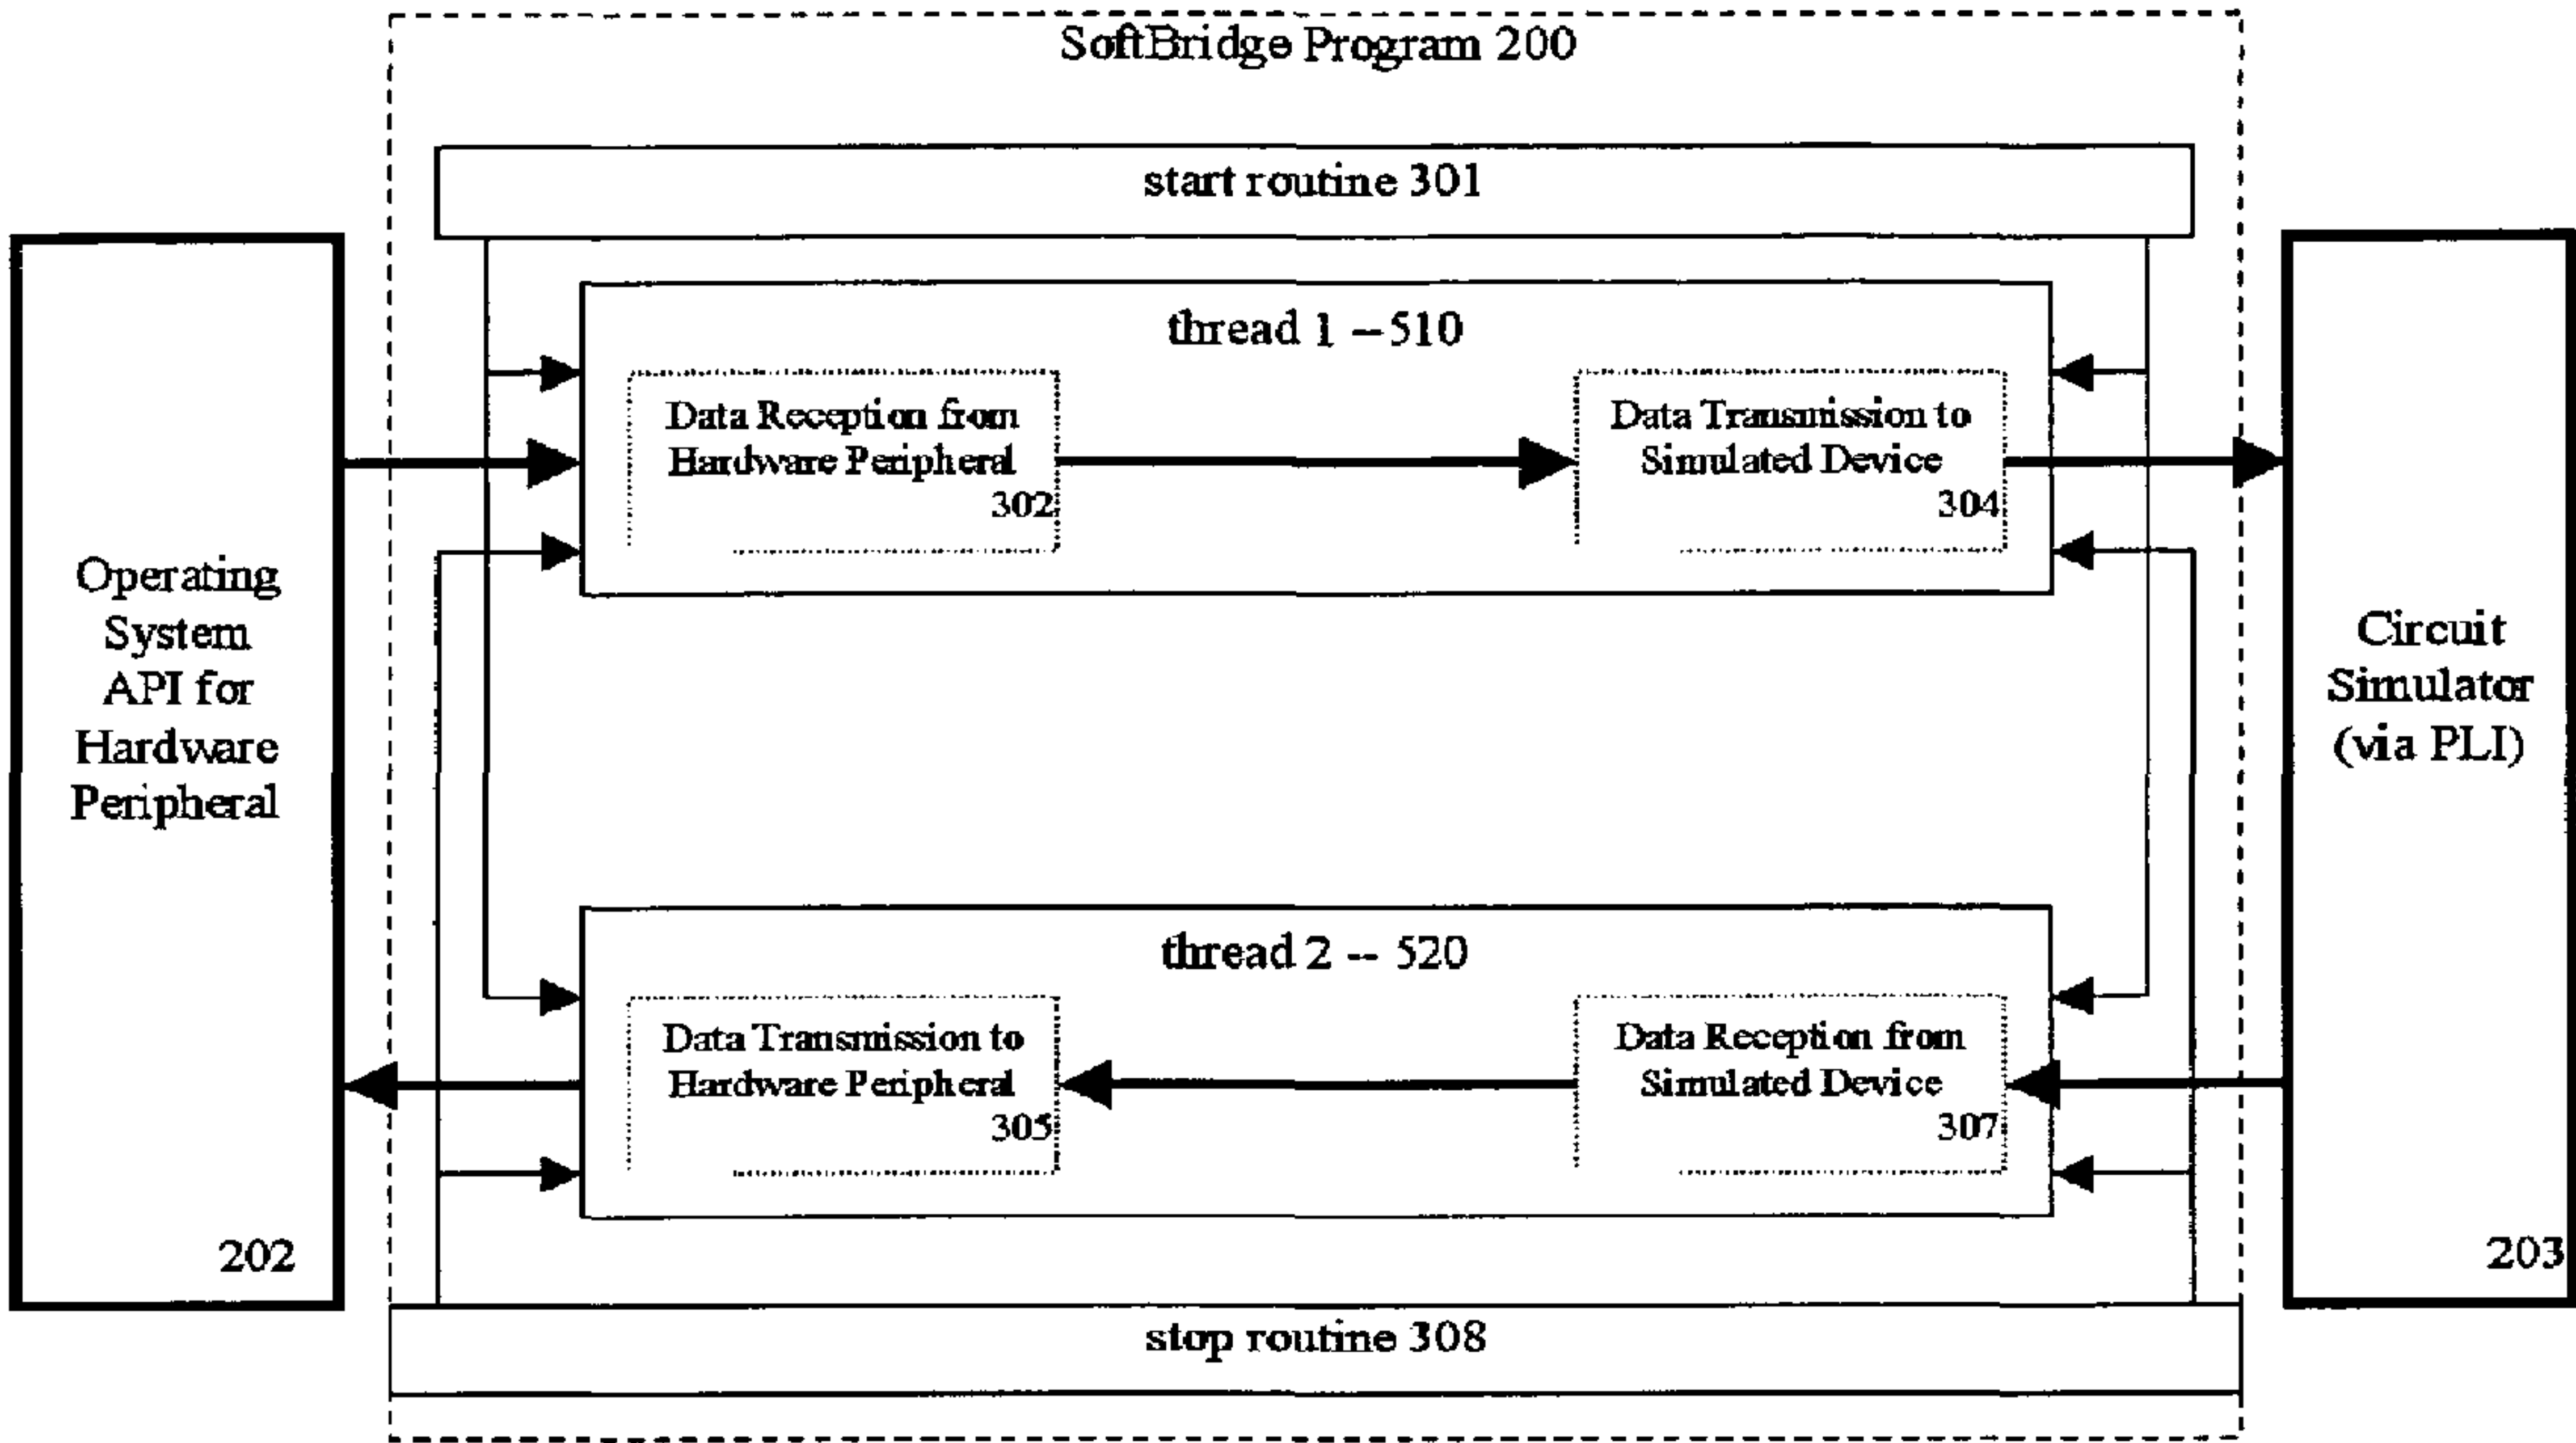 SoftBridge Program 200
start routine 301
thread 1 -- 510
Data Reception from
Hardware Peripheral
302
Data Transmission to
Simulated Device
304
Operating
System
API for
Hardware
Peripheral
202
Circuit
Simulator
(via PLI)
203
thread 2 -- 520
Data Transmission to
Hardware Peripheral
305
Data Reception from
Simulated Device
307
stop routine 308